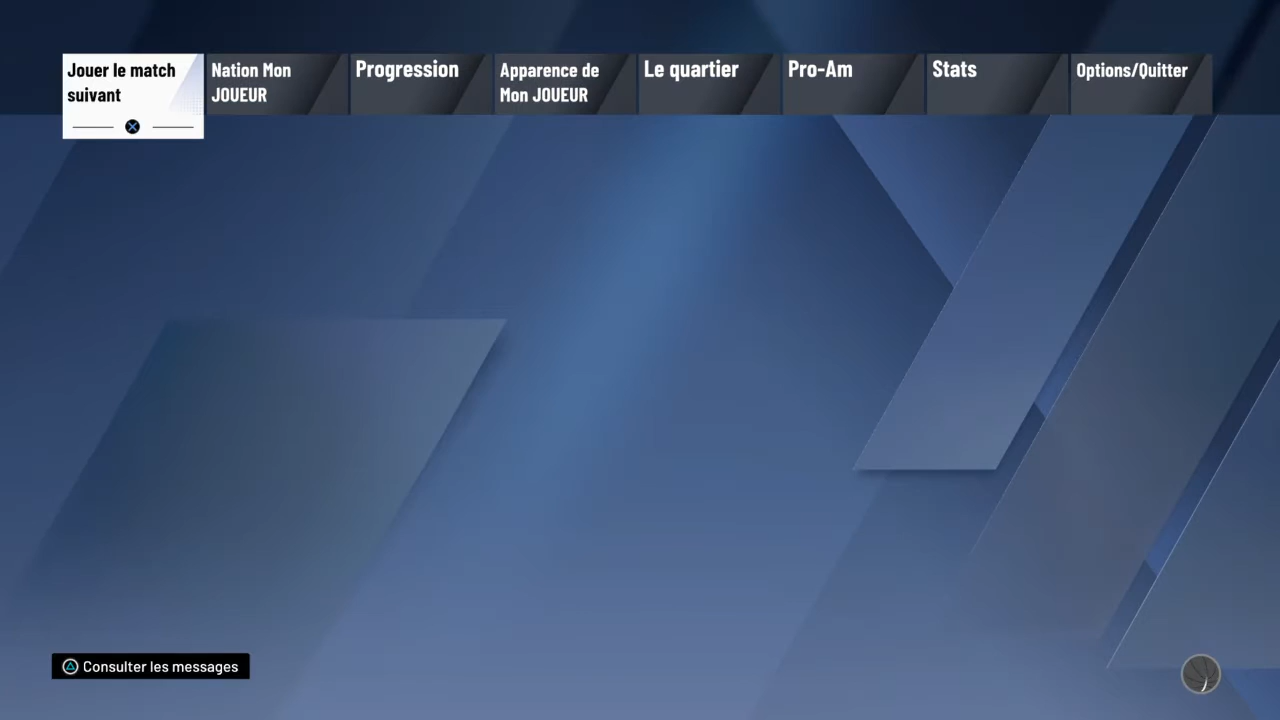 Jouer le match
suivant
Nation Mon
JOUEUR
Progression
Apparence de
Mon JOUEUR
Le quartier
Pro-Am
Stats
Options/Quitter
Consulter les messages